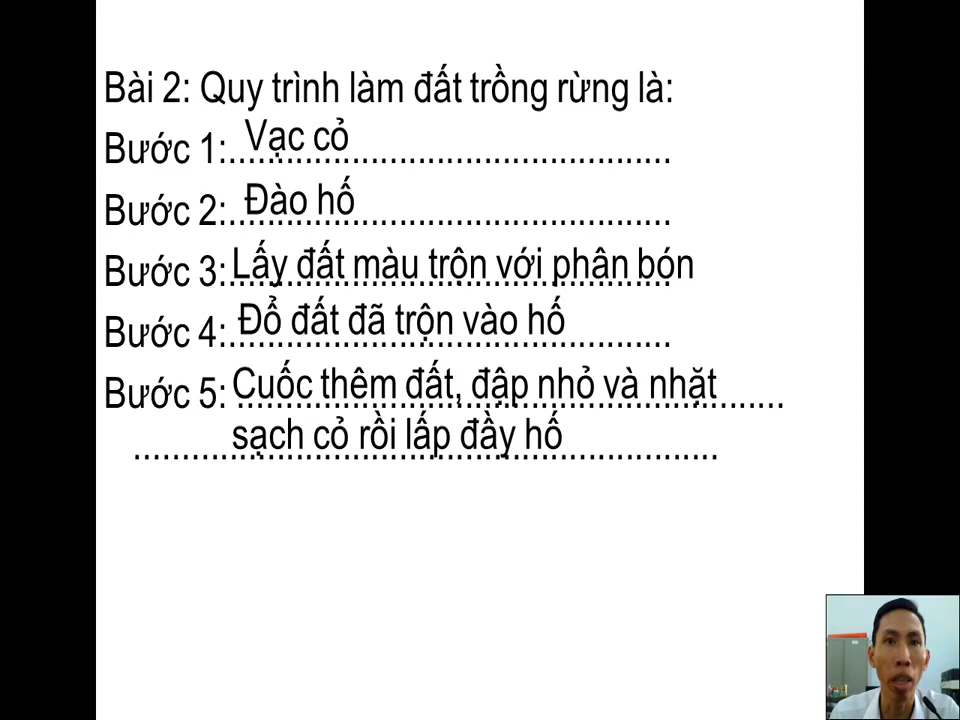 Bài 2: Quy trình làm đất trồng rừng là:
Bước 1:.............................................. Vạc cỏ
Bước 2:.............................................. Đào hố
Bước 3:.............................................. Lấy đất màu trộn với phân bón
Bước 4:.............................................. Đổ đất đã trộn vào hố
Bước 5: ......................................................... Cuốc thêm đất, đập nhỏ và nhặt
............................................................. sạch cỏ rồi lấp đầy hố